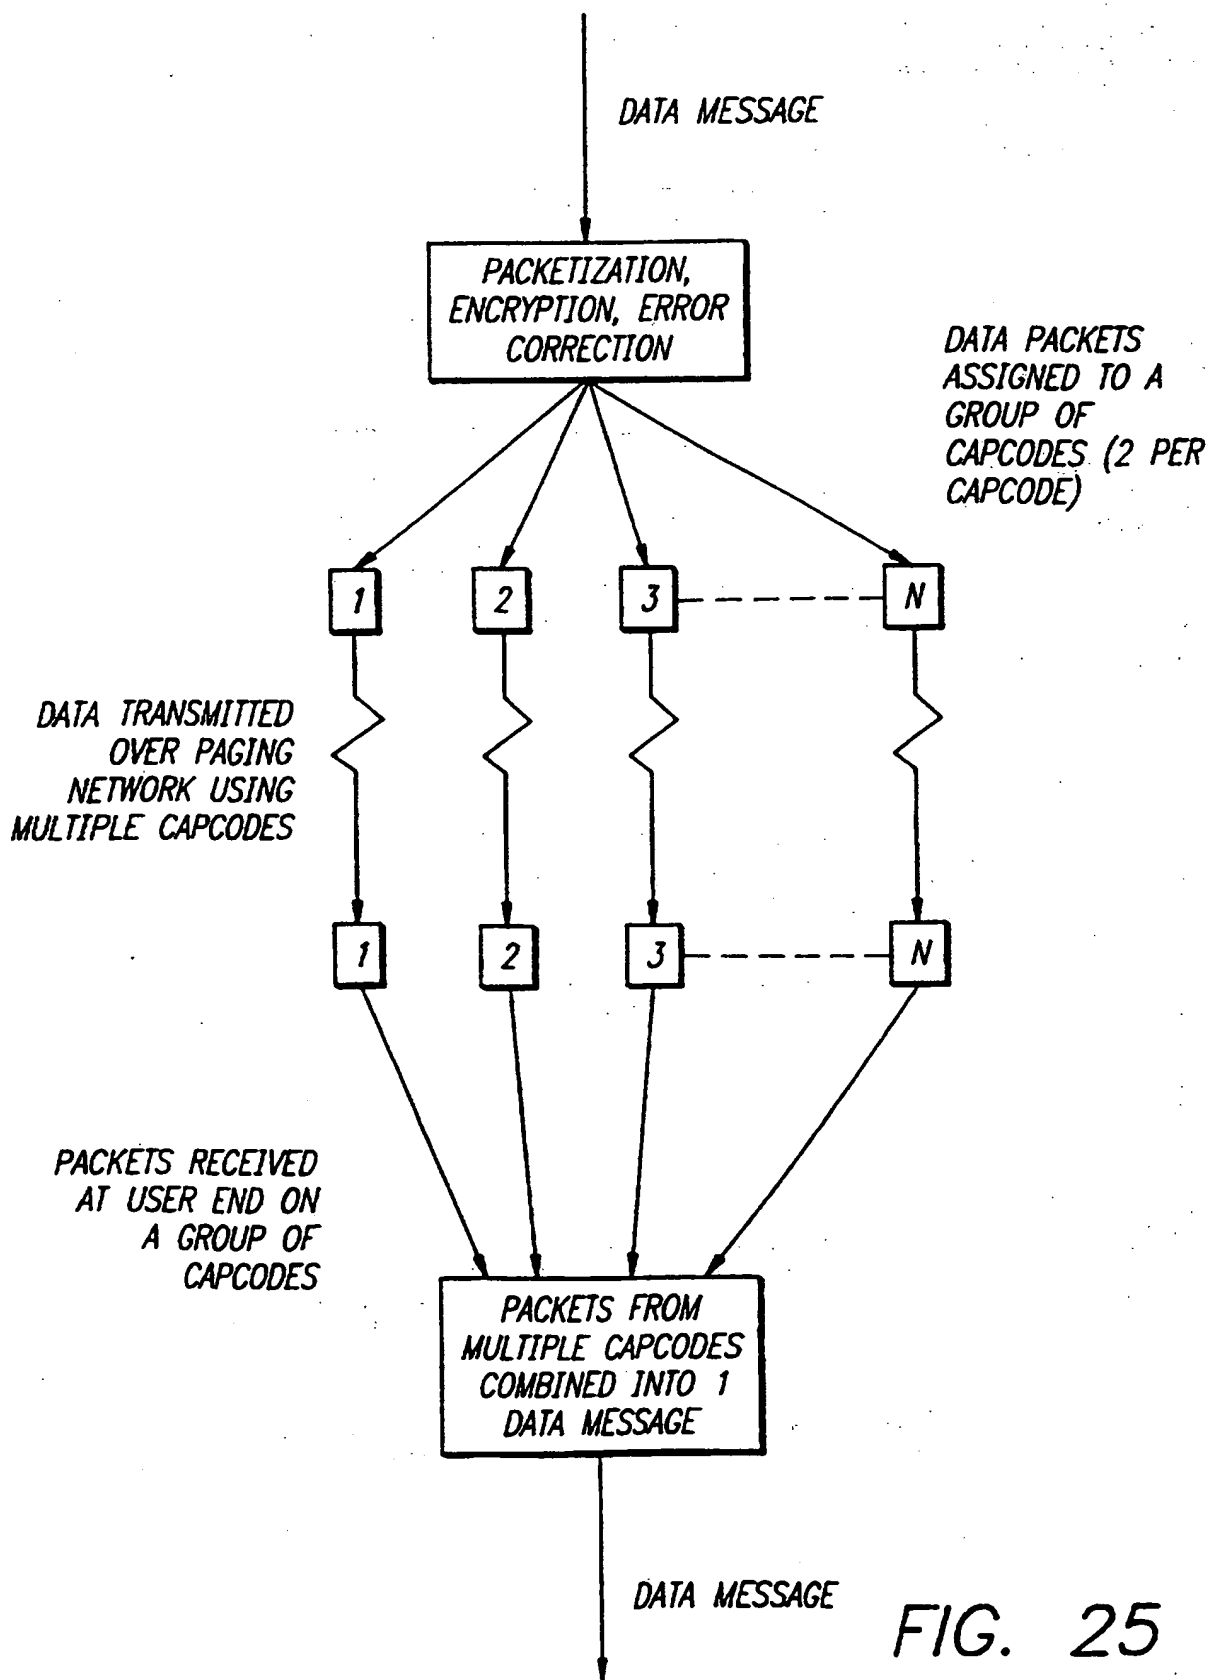 DATA MESSAGE
PACKETIZATION,
ENCRYPTION, ERROR
CORRECTION
DATA PACKETS
ASSIGNED TO A
GROUP OF
CAPCODES (2 PER
CAPCODE)
1
2
3
N
DATA TRANSMITTED
OVER PAGING
NETWORK USING
MULTIPLE CAPCODES
1
2
3
N
PACKETS RECEIVED
AT USER END ON
A GROUP OF
CAPCODES
PACKETS FROM
MULTIPLE CAPCODES
COMBINED INTO 1
DATA MESSAGE
DATA MESSAGE
FIG. 25